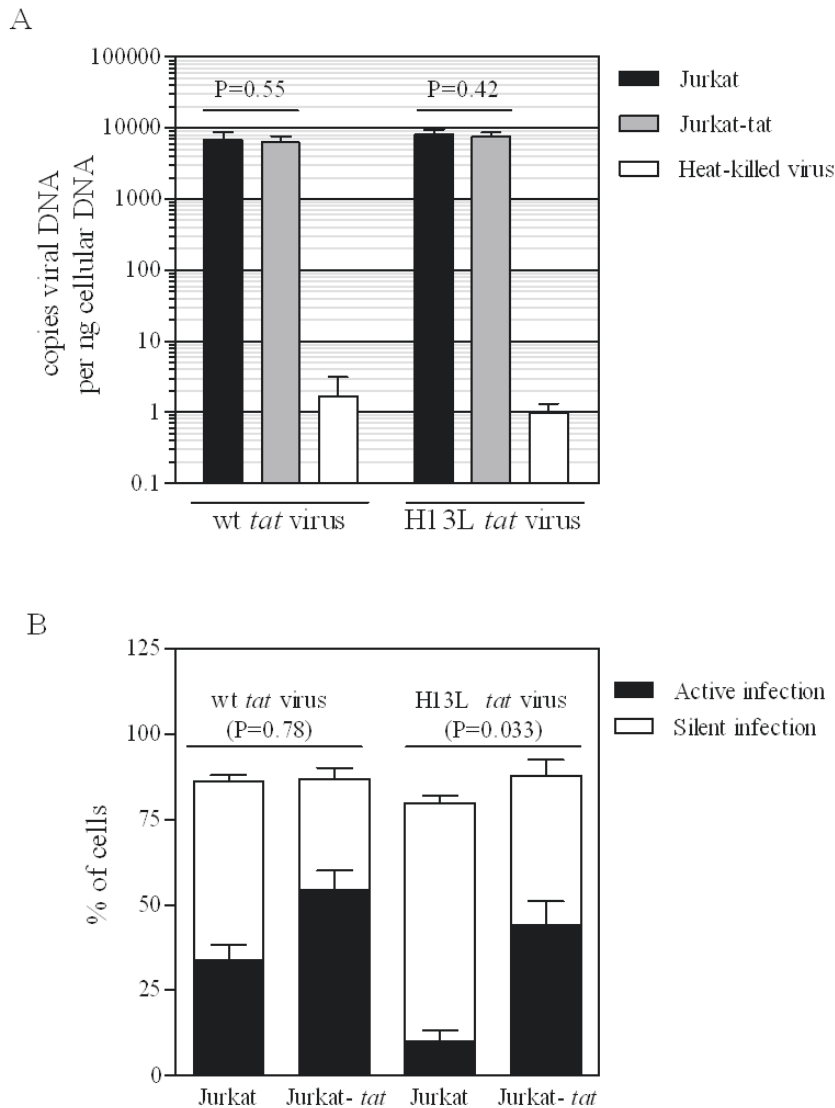 A
100000
10000
1000
100
10
1
0.1
copies viral DNA
per ng cellular DNA
P=0.55
P=0.42
wt tat virus
H13L tat virus
Jurkat
Jurkat-tat
Heat-killed virus
B
125
100
75
50
25
0
% of cells
wt tat virus
(P=0.78)
H13L tat virus
(P=0.033)
Active infection
Silent infection
Jurkat
Jurkat- tat
Jurkat
Jurkat- tat